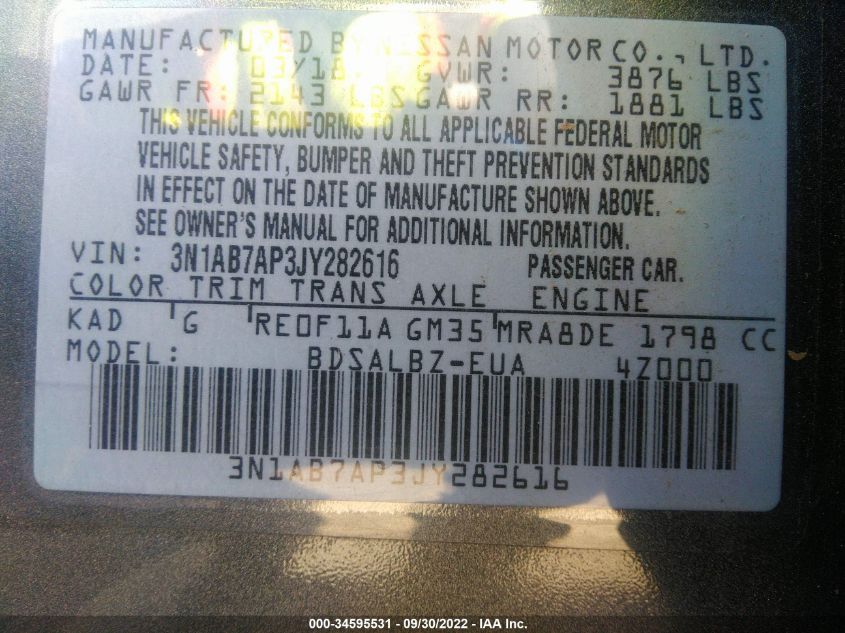 MANUFACTURED BY NISSAN MOTOR CO., LTD.
DATE: 03/18 GVWR: 3876 LBS
GAWR FR: 2143 LBS GAWR RR: 1881 LBS
THIS VEHICLE CONFORMS TO ALL APPLICABLE FEDERAL MOTOR
VEHICLE SAFETY, BUMPER AND THEFT PREVENTION STANDARDS
IN EFFECT ON THE DATE OF MANUFACTURE SHOWN ABOVE.
SEE OWNER'S MANUAL FOR ADDITIONAL INFORMATION.
VIN: 3N1AB7AP3JY282616 PASSENGER CAR.
COLOR TRIM TRANS AXLE ENGINE
KAD G RE0F11A GM35 MRA8DE 1798 CC
MODEL: BDSALBZ-EUA 4Z000
3N1AB7AP3JY282616
000-34595531 - 09/30/2022 - IAA Inc.